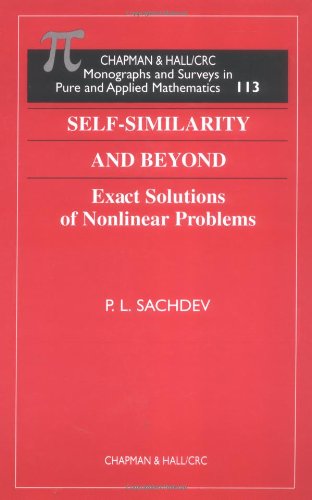 π
CHAPMAN & HALL/CRC
Monographs and Surveys in
Pure and Applied Mathematics 113
SELF-SIMILARITY
AND BEYOND
Exact Solutions
of Nonlinear Problems
P. L. SACHDEV
CHAPMAN & HALL/CRC